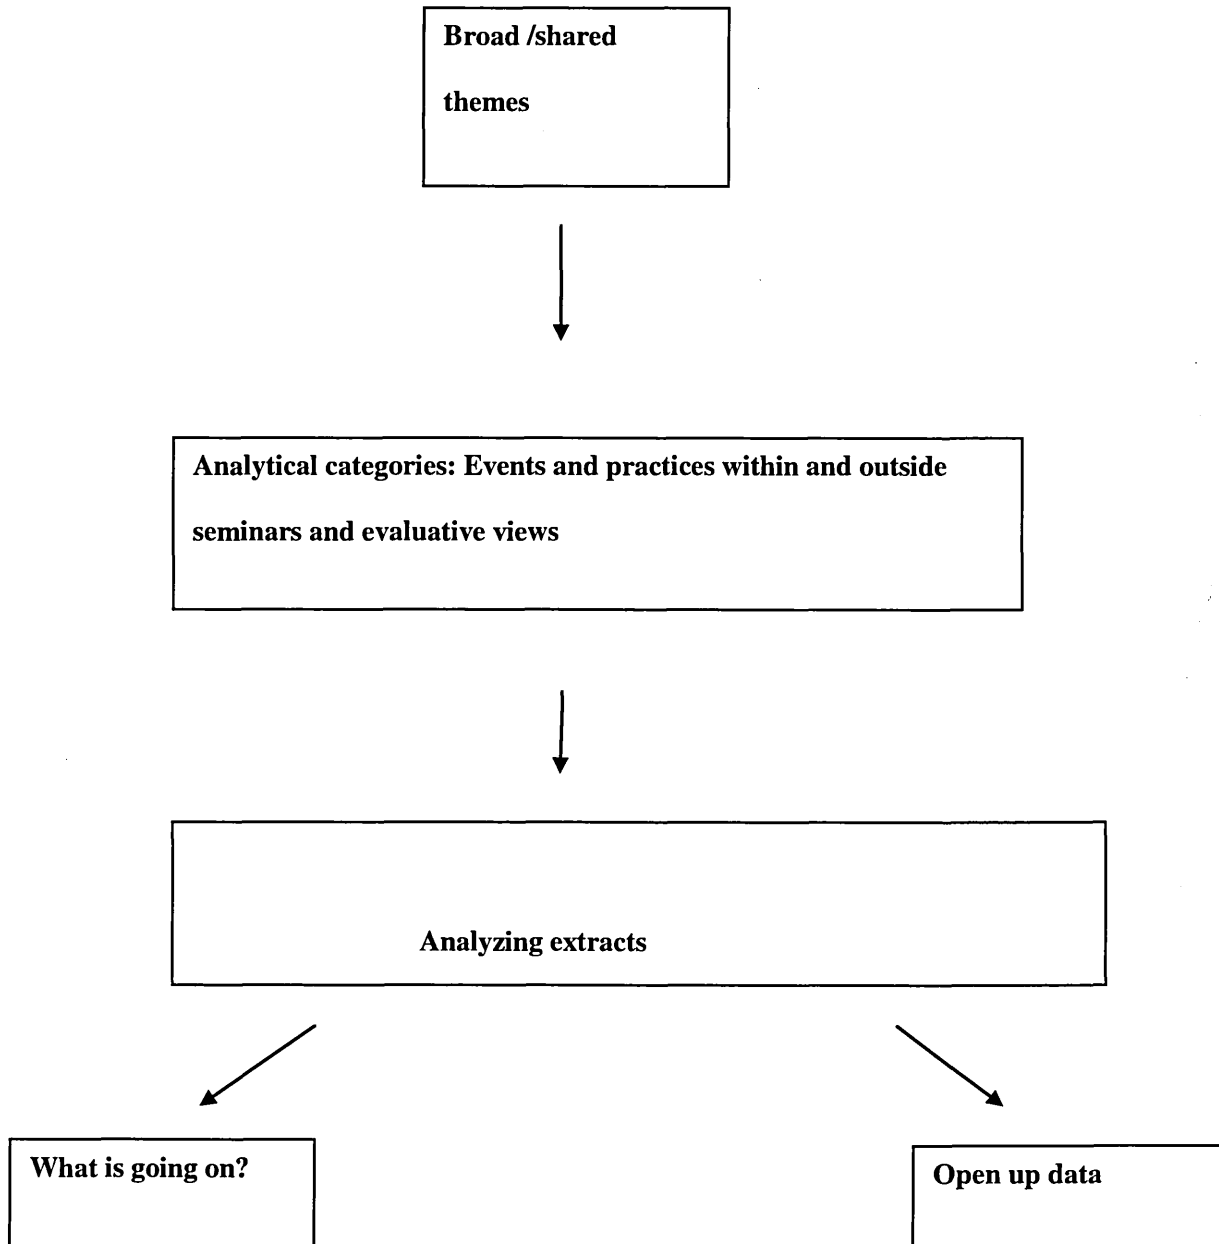 Broad /shared
themes
Analytical categories: Events and practices within and outside
seminars and evaluative views
Analyzing extracts
What is going on?
Open up data